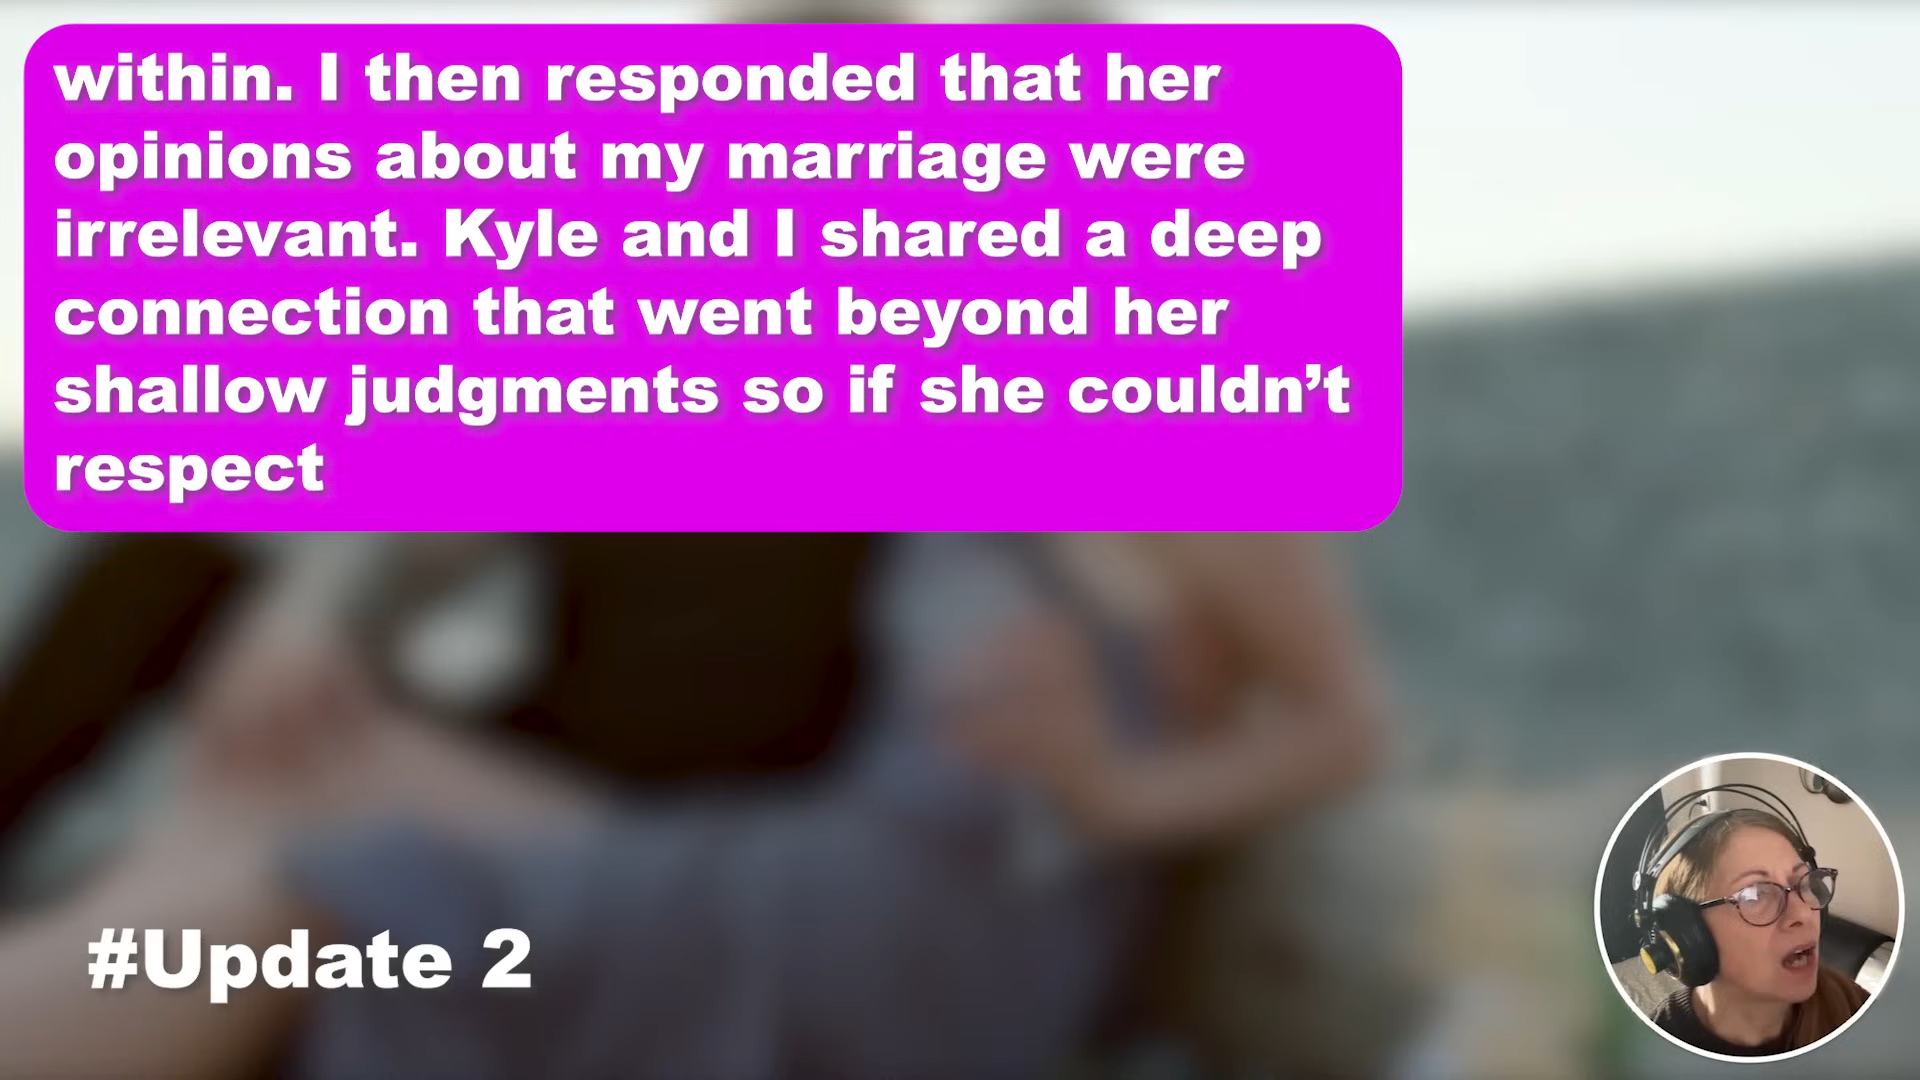 within. I then responded that her
opinions about my marriage were
irrelevant. Kyle and I shared a deep
connection that went beyond her
shallow judgments so if she couldn’t
respect
#Update 2